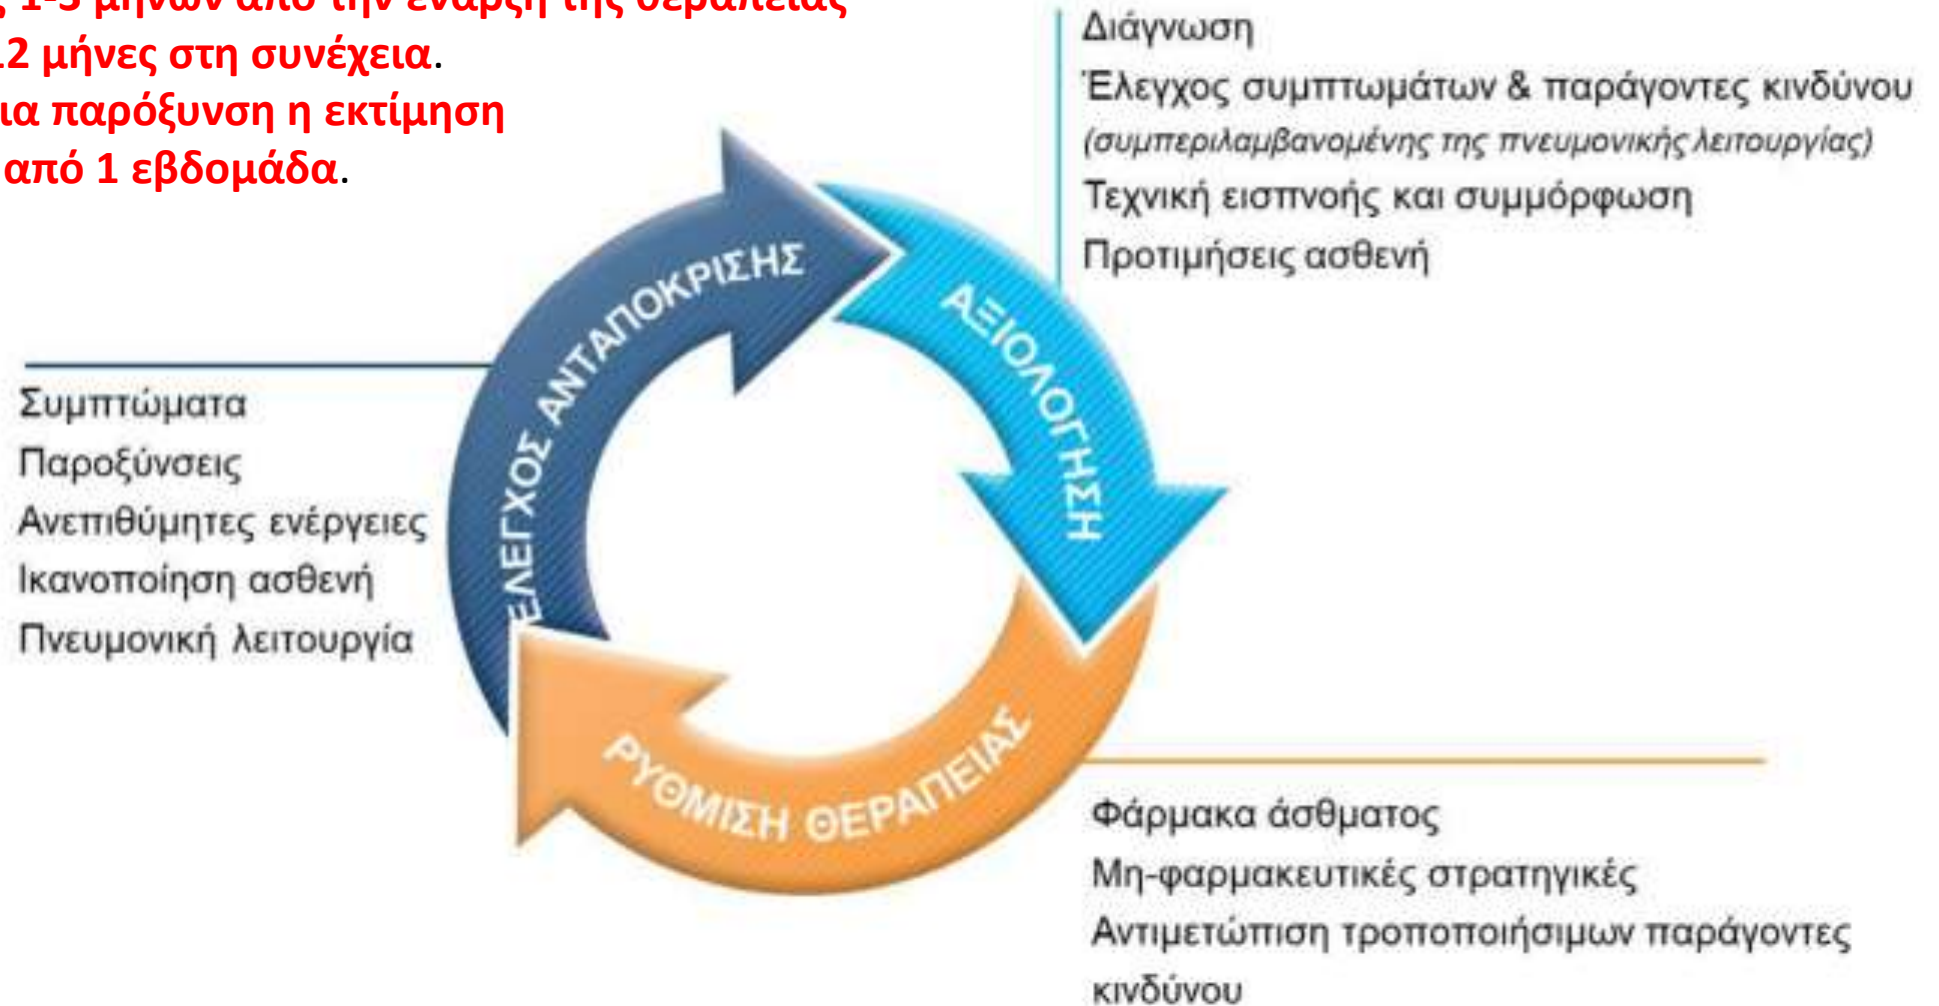 ς 1-3 μηνών από την έναρξη της θεραπείας
12 μήνες στη συνέχεια.
ια παρόξυνση η εκτίμηση
από 1 εβδομάδα.
Διάγνωση
Έλεγχος συμπτωμάτων & παράγοντες κινδύνου
(συμπεριλαμβανομένης της πνευμονικής λειτουργίας)
Τεχνική εισπνοής και συμμόρφωση
Προτιμήσεις ασθενή
ΕΛΕΓΧΟΣ ΑΝΤΑΠΟΚΡΙΣΗΣ
ΑΞΙΟΛΟΓΗΣΗ
Συμπτώματα
Παροξύνσεις
Ανεπιθύμητες ενέργειες
Ικανοποίηση ασθενή
Πνευμονική λειτουργία
ΡΥΘΜΙΣΗ ΘΕΡΑΠΕΙΑΣ
Φάρμακα άσθματος
Μη-φαρμακευτικές στρατηγικές
Αντιμετώπιση τροποποιήσιμων παράγοντες
κινδύνου